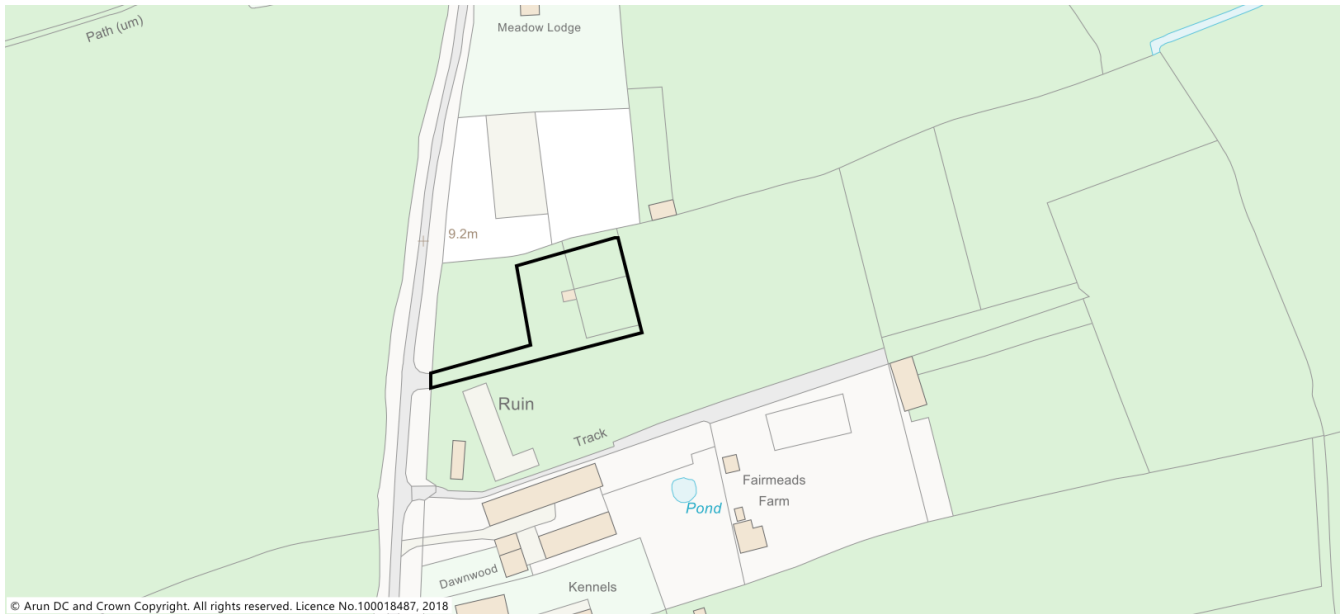 Path (um)
Meadow Lodge
9.2m
Ruin
Track
Fairmeads
Farm
Pond
Dawnwood
Kennels
© Arun DC and Crown Copyright. All rights reserved. Licence No.100018487, 2018